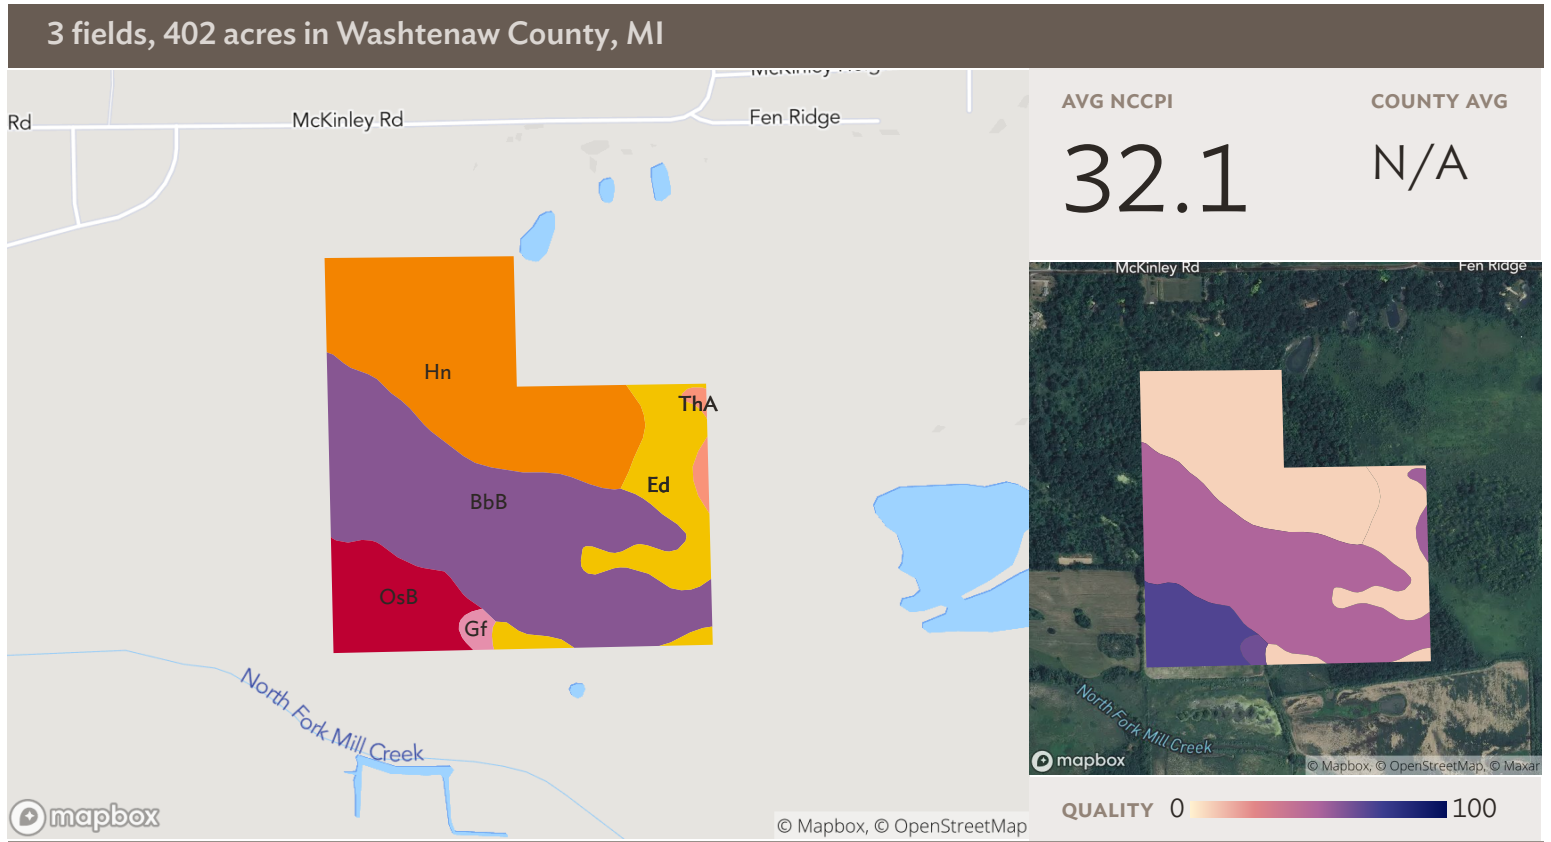 3 fields, 402 acres in Washtenaw County, MI
Rd
McKinley Rd
Fen Ridge
Hn
ThA
Ed
BbB
OsB
Gf
North Fork Mill Creek
mapbox
© Mapbox, © OpenStreetMap
AVG NCCPI
COUNTY AVG
32.1
N/A
McKinley Rd
Fen Ridge
North Fork Mill Creek
mapbox
© Mapbox, © OpenStreetMap, © Maxar
QUALITY 0 100